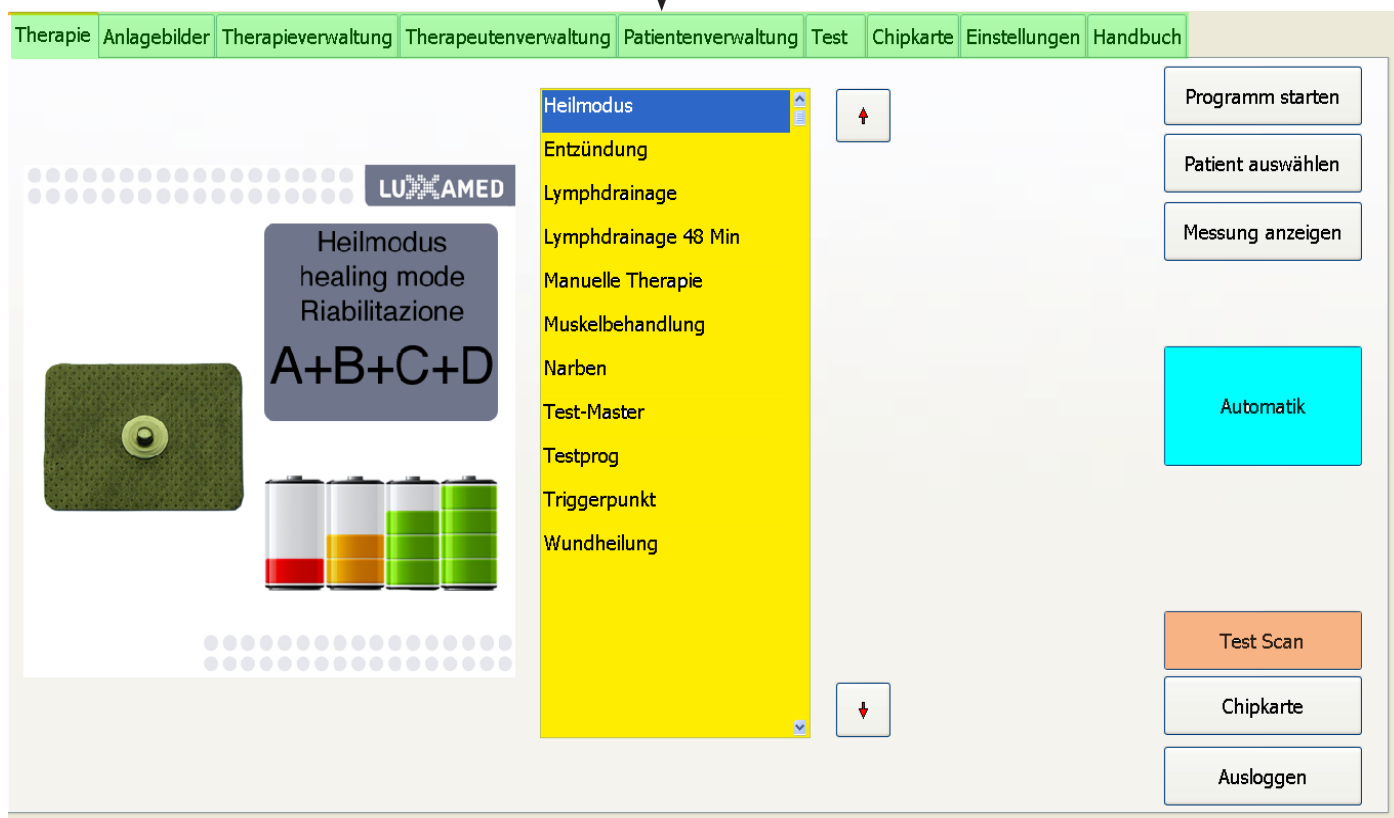 Therapie Anlagebilder Therapieverwaltung Therapeutenverwaltung Patientenverwaltung Test Chipkarte Einstellungen Handbuch
LUXXAMED
Heilmodus
healing mode
Riabilitazione
A+B+C+D
Heilmodus
Entzündung
Lymphdrainage
Lymphdrainage 48 Min
Manuelle Therapie
Muskelbehandlung
Narben
Test-Master
Testprog
Triggerpunkt
Wundheilung
Programm starten
Patient auswählen
Messung anzeigen
Automatik
Test Scan
Chipkarte
Ausloggen